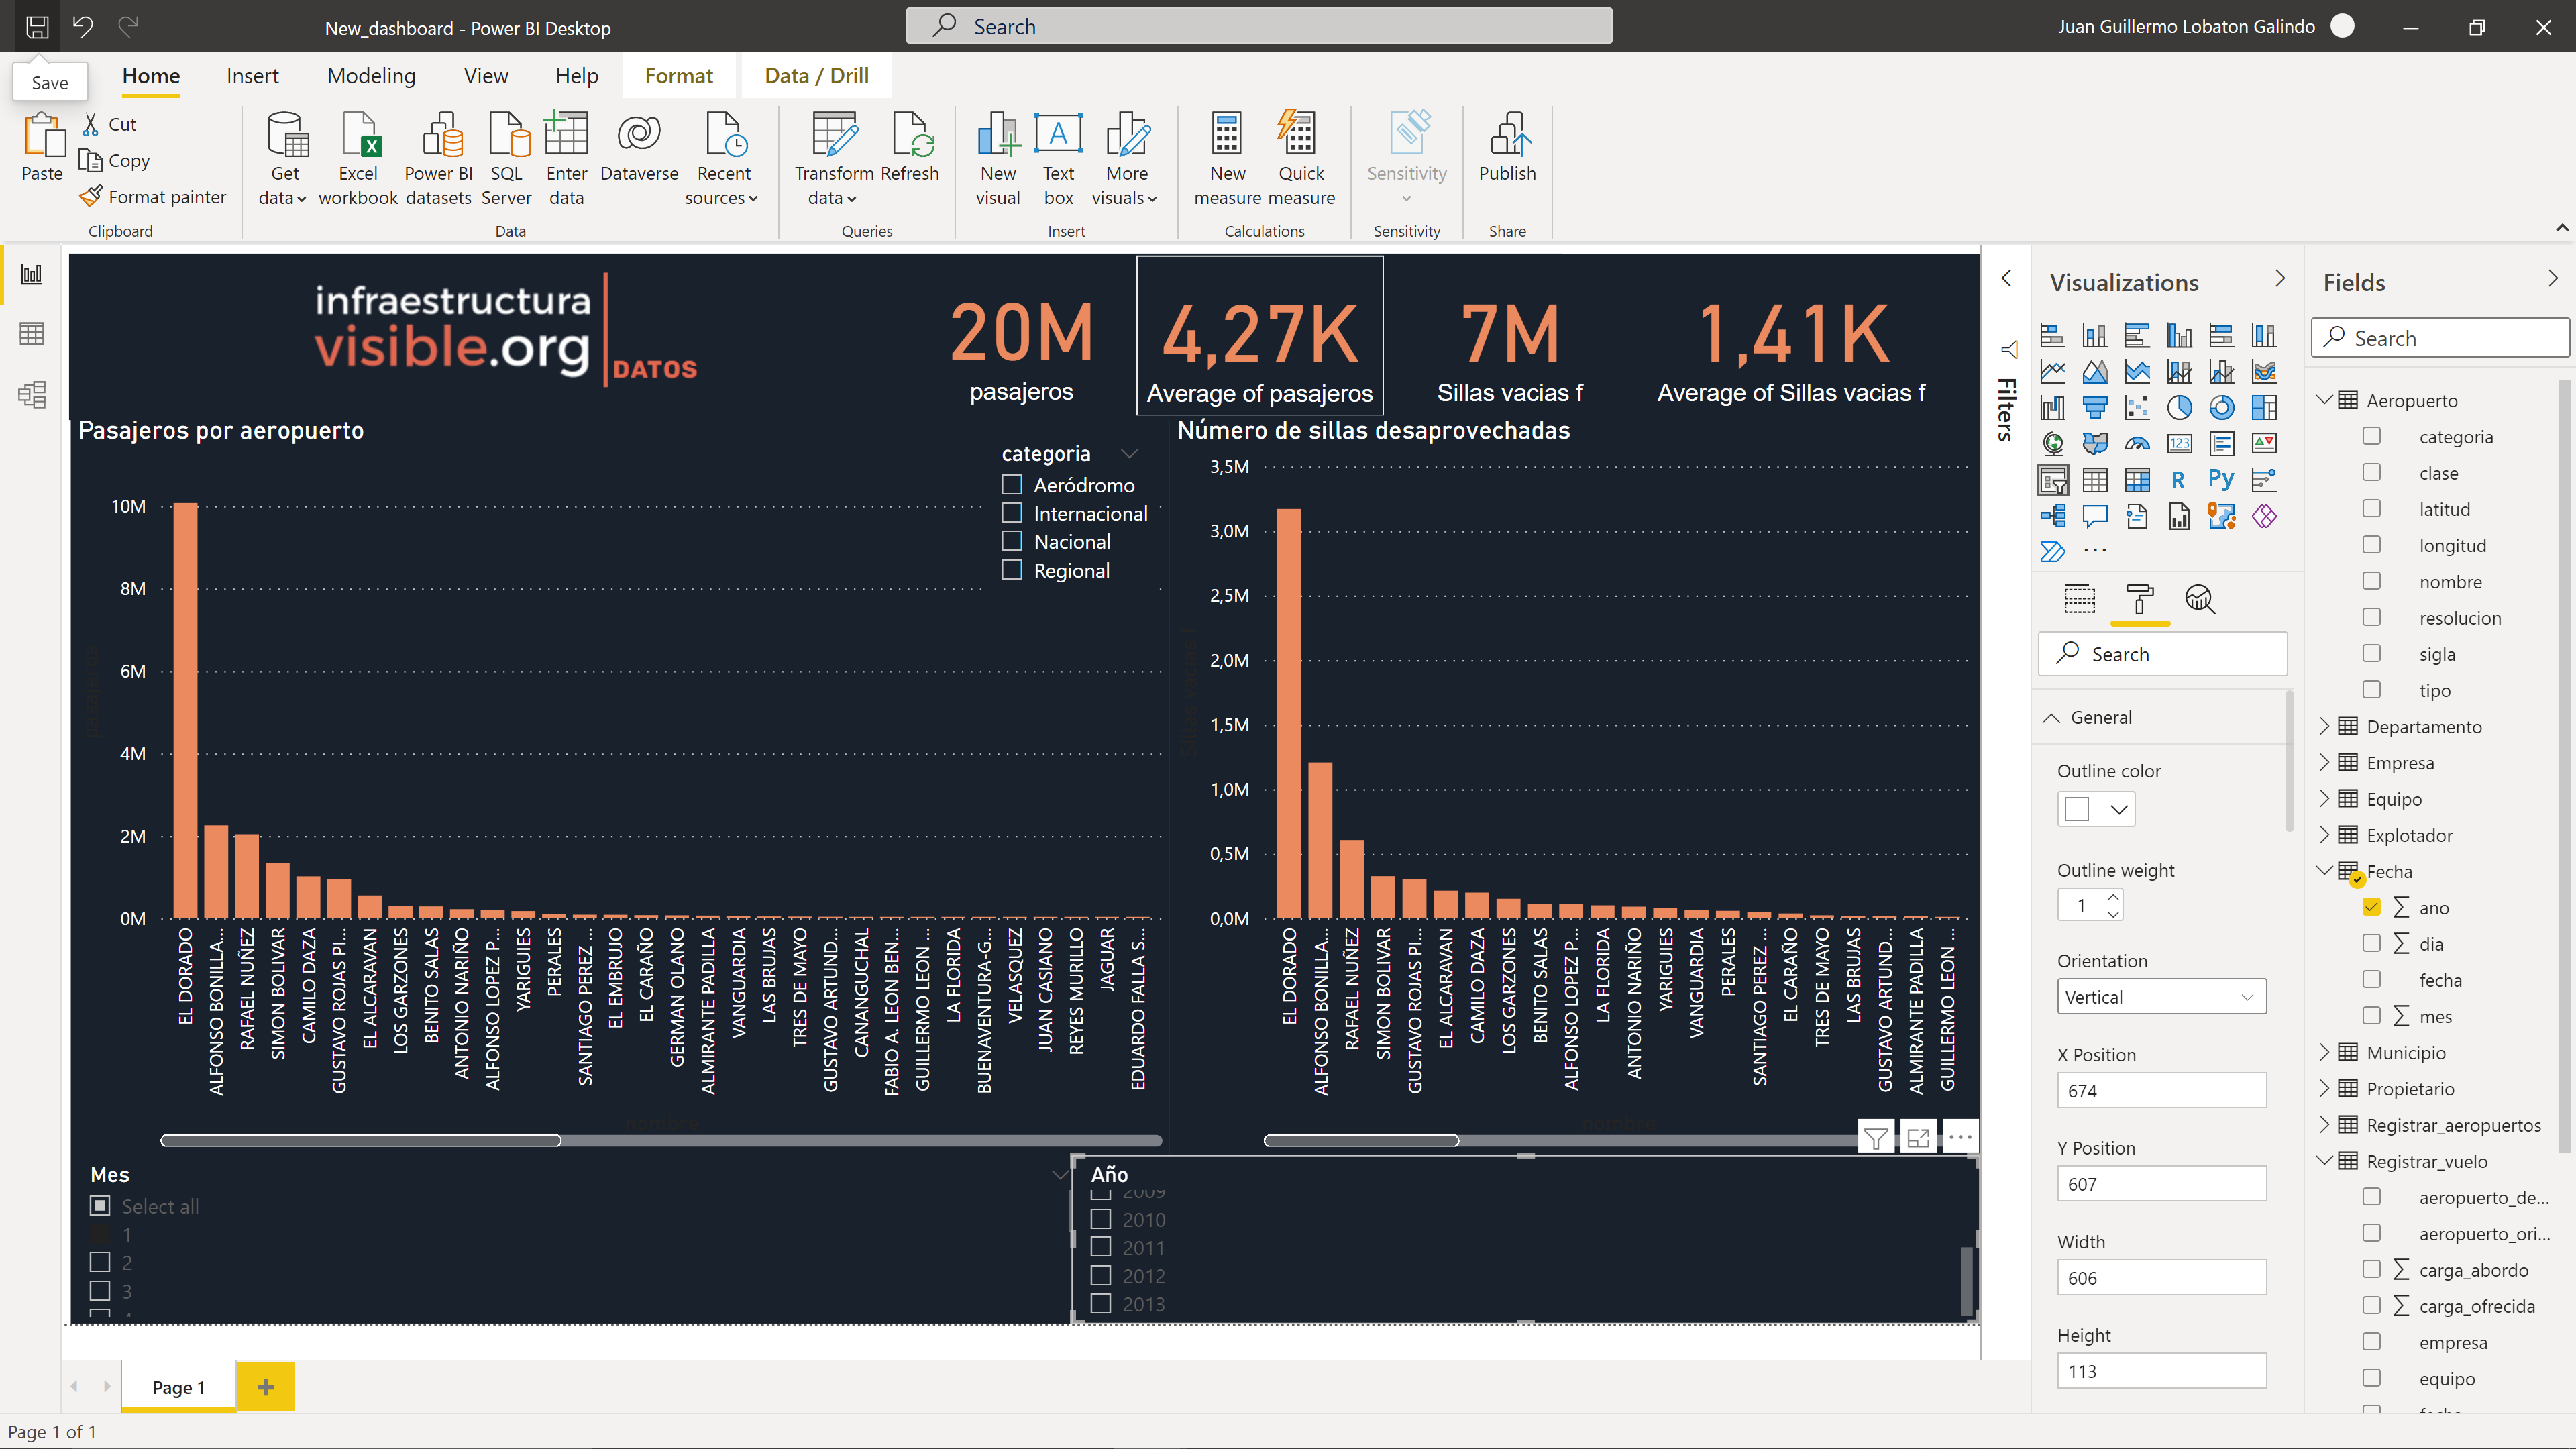 New_dashboard - Power BI Desktop
Search
Juan Guillermo Lobaton Galindo
Save
Home
Insert
Modeling
View
Help
Format
Data / Drill
Paste
Cut
Copy
Format painter
Clipboard
Get data
Excel workbook
Power BI datasets
SQL Server
Enter data
Dataverse
Recent sources
Data
Transform data
Refresh
Queries
New visual
Text box
More visuals
Insert
New measure
Quick measure
Calculations
Sensitivity
Sensitivity
Publish
Share
infraestructura
visible.org
DATOS
20M
pasajeros
4,27K
Average of pasajeros
7M
Sillas vacias f
1,41K
Average of Sillas vacias f
Pasajeros por aeropuerto
categoria
Aeródromo
Internacional
Nacional
Regional
10M
8M
6M
4M
2M
0M
pasajeros
EL DORADO
ALFONSO BONILLA...
RAFAEL NUÑEZ
SIMON BOLIVAR
CAMILO DAZA
GUSTAVO ROJAS PI...
EL ALCARAVAN
LOS GARZONES
BENITO SALAS
ANTONIO NARIÑO
ALFONSO LOPEZ P...
YARIGUIES
PERALES
SANTIAGO PEREZ ...
EL EMBRUJO
EL CARAÑO
GERMAN OLANO
ALMIRANTE PADILLA
VANGUARDIA
LAS BRUJAS
TRES DE MAYO
GUSTAVO ARTUND...
CANANGUCHAL
FABIO A. LEON BEN...
GUILLERMO LEON ...
LA FLORIDA
BUENAVENTURA-G...
VELASQUEZ
JUAN CASIANO
REYES MURILLO
JAGUAR
EDUARDO FALLA S...
nombre
Número de sillas desaprovechadas
3,5M
3,0M
2,5M
2,0M
1,5M
1,0M
0,5M
0,0M
Sillas vacias f
EL DORADO
ALFONSO BONILLA...
RAFAEL NUÑEZ
SIMON BOLIVAR
GUSTAVO ROJAS PI...
EL ALCARAVAN
CAMILO DAZA
LOS GARZONES
BENITO SALAS
ALFONSO LOPEZ P...
LA FLORIDA
ANTONIO NARIÑO
YARIGUIES
VANGUARDIA
PERALES
SANTIAGO PEREZ ...
EL CARAÑO
TRES DE MAYO
LAS BRUJAS
GUSTAVO ARTUND...
ALMIRANTE PADILLA
GUILLERMO LEON ...
nombre
Mes
Select all
1
2
3
Año
2009
2010
2011
2012
2013
Filters
Visualizations
123
R
Py
Search
General
Outline color
Outline weight
1
Orientation
Vertical
X Position
674
Y Position
607
Width
606
Height
113
Fields
Search
Aeropuerto
categoria
clase
latitud
longitud
nombre
resolucion
sigla
tipo
Departamento
Empresa
Equipo
Explotador
Fecha
ano
dia
fecha
mes
Municipio
Propietario
Registrar_aeropuertos
Registrar_vuelo
aeropuerto_de...
aeropuerto_ori...
carga_abordo
carga_ofrecida
empresa
equipo
Page 1
Page 1 of 1